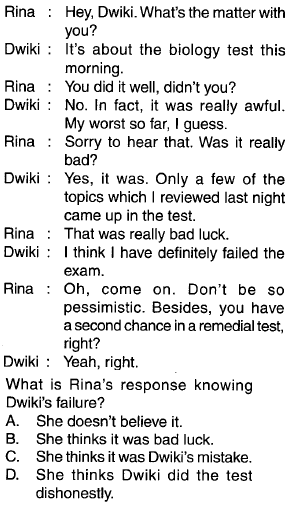 Rina : Hey, Dwiki. What's the matter with
you?
Dwiki : It's about the biology test this
morning.
Rina : You did it well, didn't you?
Dwiki : No. In fact, it was really awful.
My worst so far, I guess.
Rina : Sorry to hear that. Was it really
bad?
Dwiki : Yes, it was. Only a few of the
topics which I reviewed last night
came up in the test.
Rina : That was really bad luck.
Dwiki : I think I have definitely failed the
exam.
Rina : Oh, come on. Don't be so
pessimistic. Besides, you have
a second chance in a remedial test,
right?
Dwiki : Yeah, right.
What is Rina's response knowing
Dwiki's failure?
A. She doesn't believe it.
B. She thinks it was bad luck.
C. She thinks it was Dwiki's mistake.
D. She thinks Dwiki did the test
dishonestly.